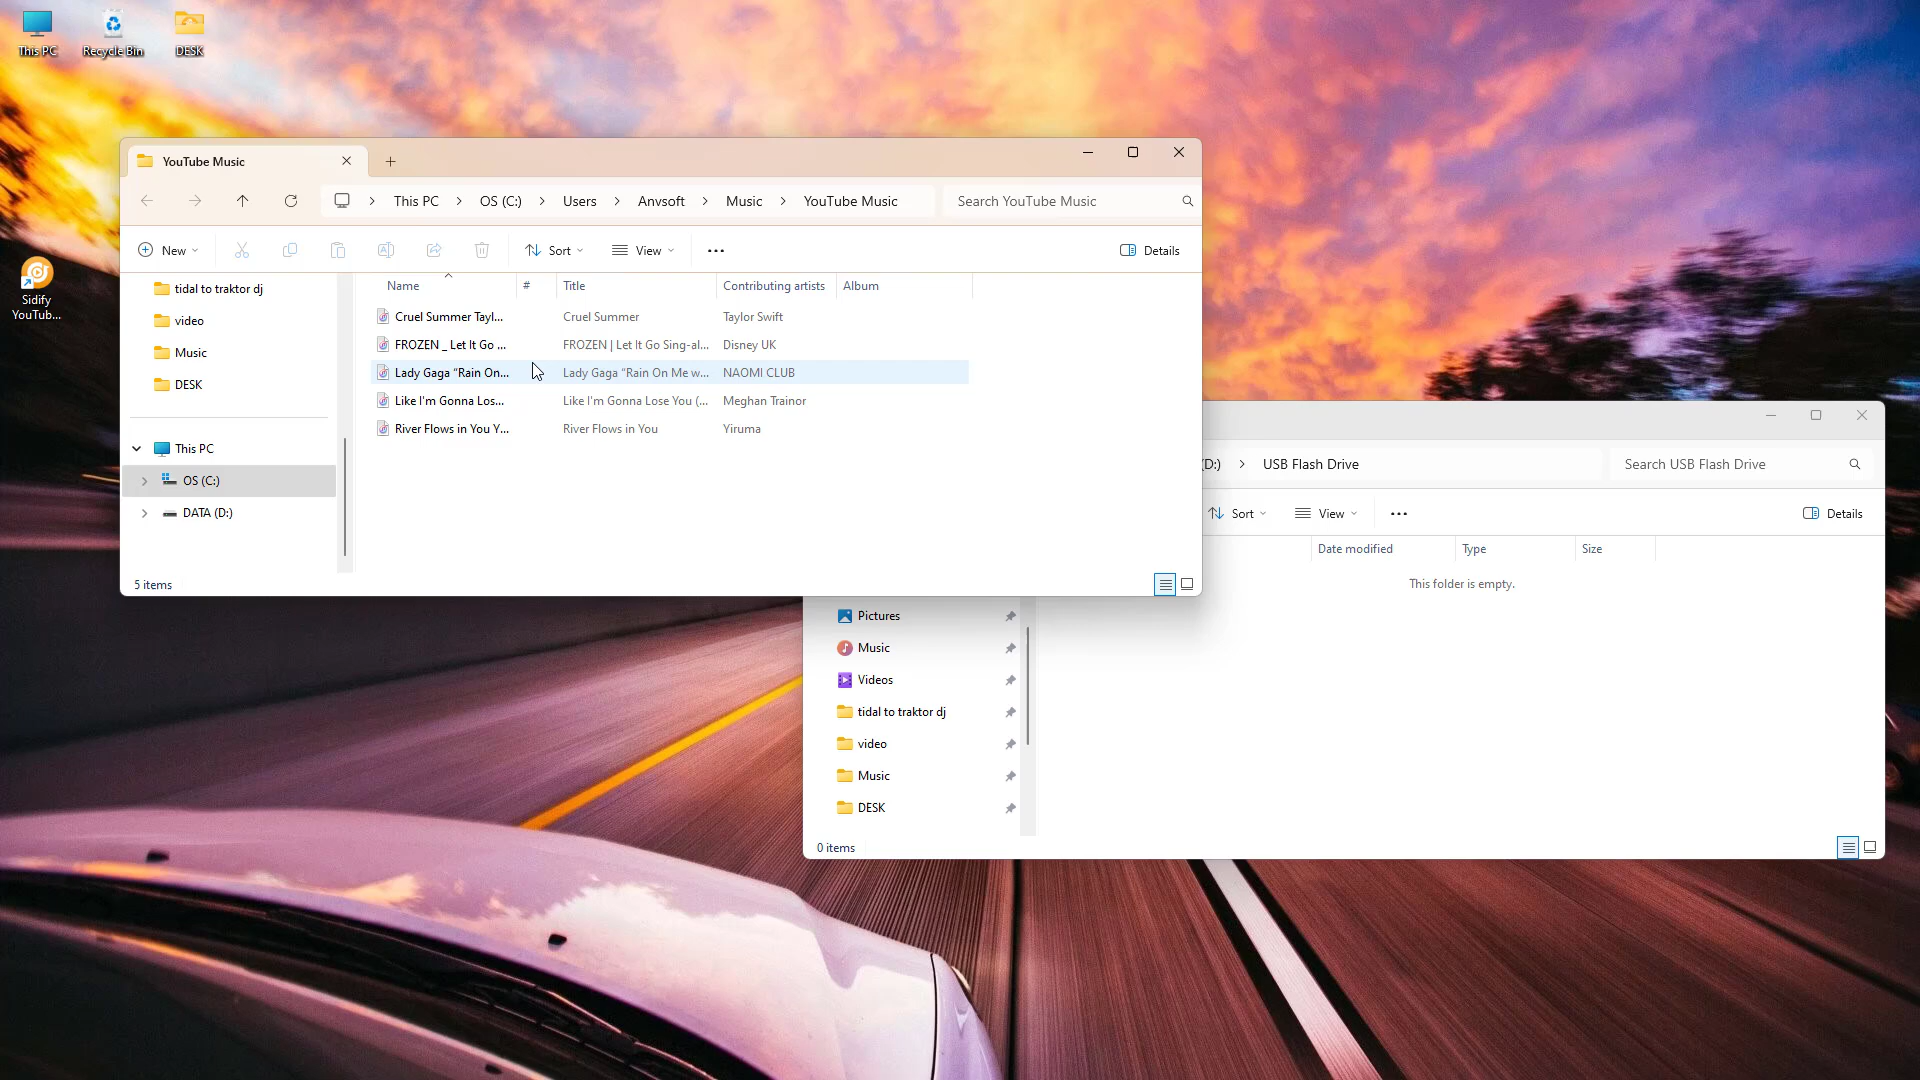 This PC
Recycle Bin
DESK
Sidify
YouTub...
YouTube Music
This PC > OS (C:) > Users > Anvsoft > Music > YouTube Music
Search YouTube Music
New
Sort
View
Details
tidal to traktor dj
video
Music
DESK
This PC
OS (C:)
DATA (D:)
Name # Title Contributing artists Album
Cruel Summer Tayl... Cruel Summer Taylor Swift
FROZEN _ Let It Go ... FROZEN | Let It Go Sing-al... Disney UK
Lady Gaga “Rain On... Lady Gaga “Rain On Me w... NAOMI CLUB
Like I'm Gonna Los... Like I'm Gonna Lose You (... Meghan Trainor
River Flows in You Y... River Flows in You Yiruma
5 items
(D:) > USB Flash Drive
Search USB Flash Drive
Sort
View
Details
Date modified Type Size
This folder is empty.
Pictures
Music
Videos
tidal to traktor dj
video
Music
DESK
0 items